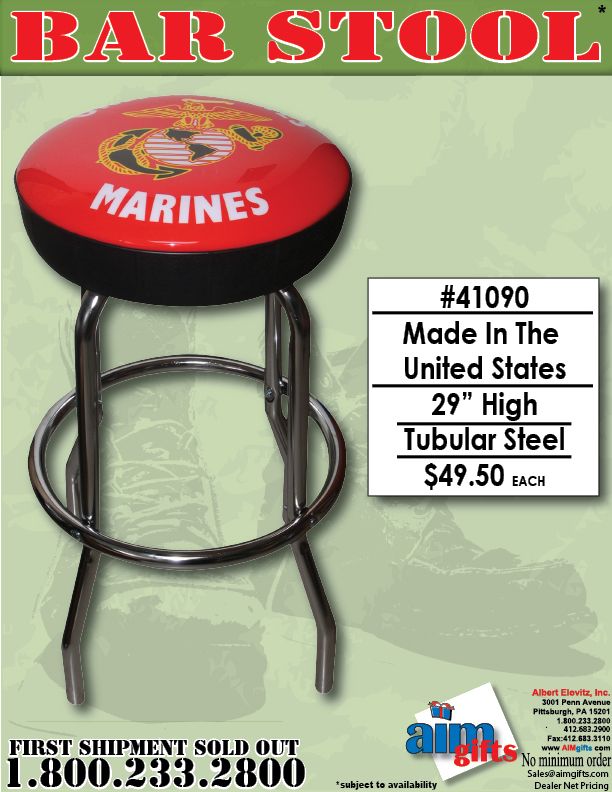 BAR STOOL*
MARINES
#41090
Made In The
United States
29” High
Tubular Steel
$49.50 EACH
FIRST SHIPMENT SOLD OUT
1.800.233.2800
*subject to availability
aim
gifts
Albert Elovitz, Inc.
3001 Penn Avenue
Pittsburgh, PA 15201
1.800.233.2800
412.683.2900
Fax:412.683.3110
www.AIMgifts.com
No minimum order
Sales@aimgifts.com
Dealer Net Pricing